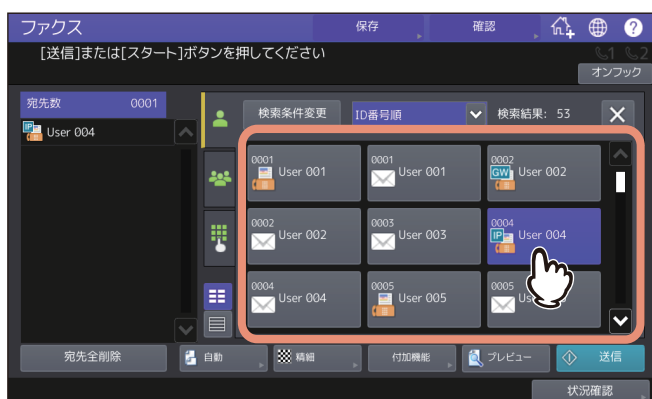 ファクス
保存
確認
?
[送信]または[スタート]ボタンを押してください
1 2
オンフック
宛先数 0001
IP User 004
検索条件変更
ID番号順
検索結果: 53
0001 User 001
0001 User 001
0002 GW User 002
0002 User 002
0003 User 003
0004 IP User 004
0004 User 004
0005 User 005
0005
宛先全削除
自動
精細
付加機能
プレビュー
送信
状況確認